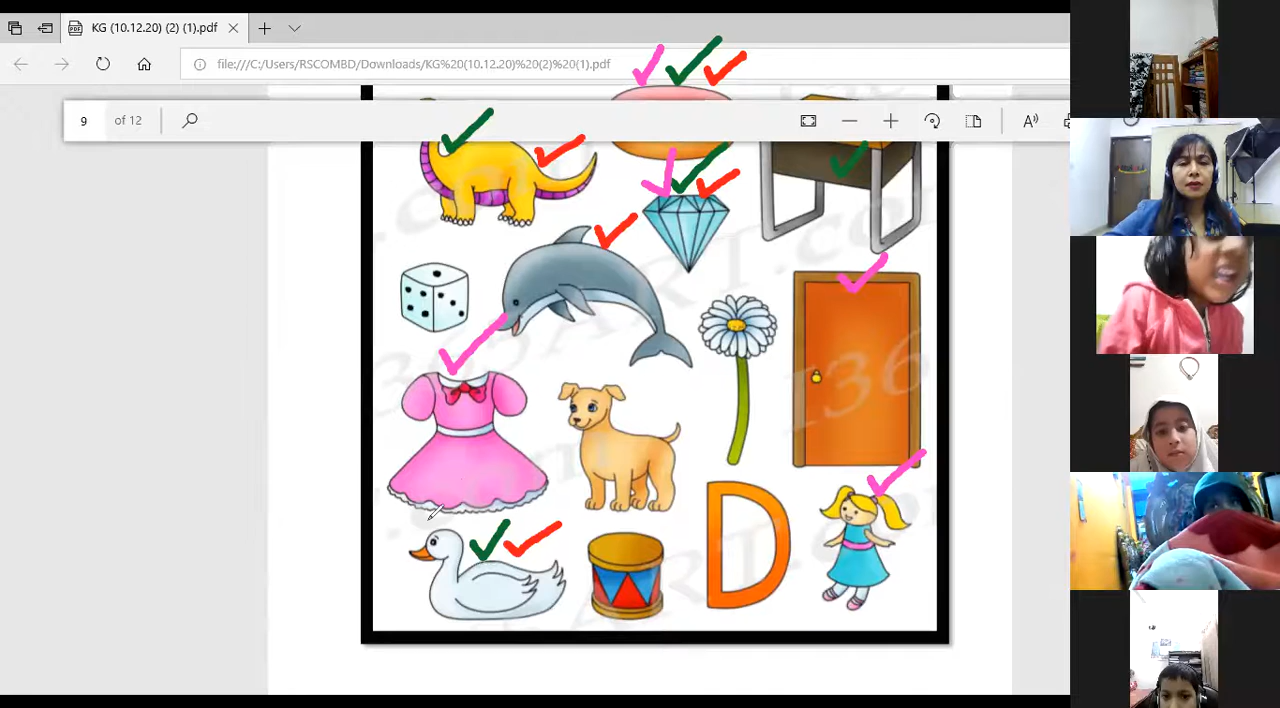 KG (10.12.20) (2) (1).pdf
file:///C:/Users/RSCOMBD/Downloads/KG%20(10.12.20)%20(2)%20(1).pdf
9 of 12
D